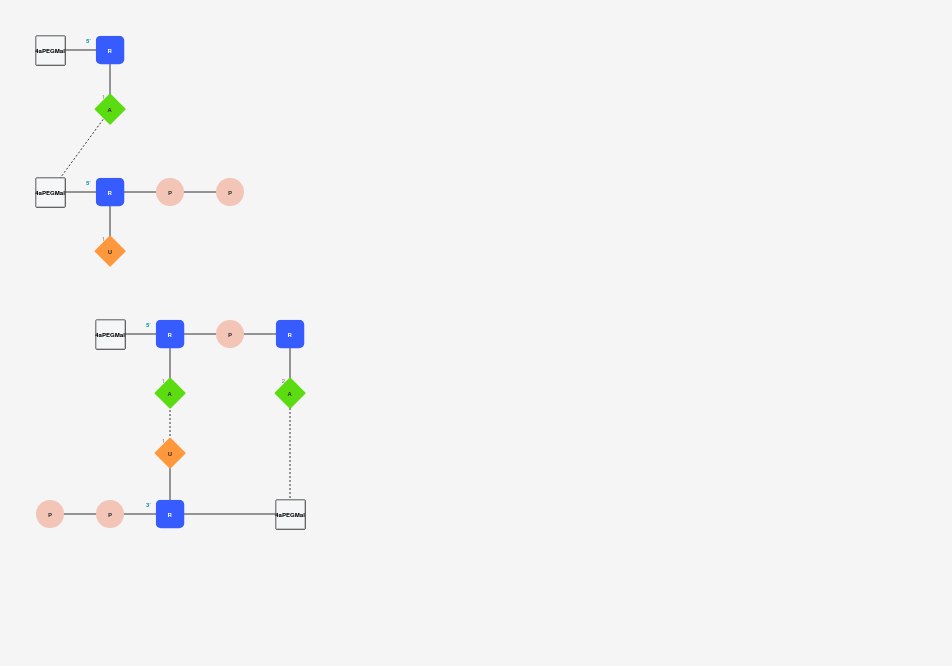 4aPEGMal 5' R
1 A
4aPEGMal 5' R P P
1 U
4aPEGMal 5' R P R
1 A 2 A
1 U
P P 3' R 4aPEGMal